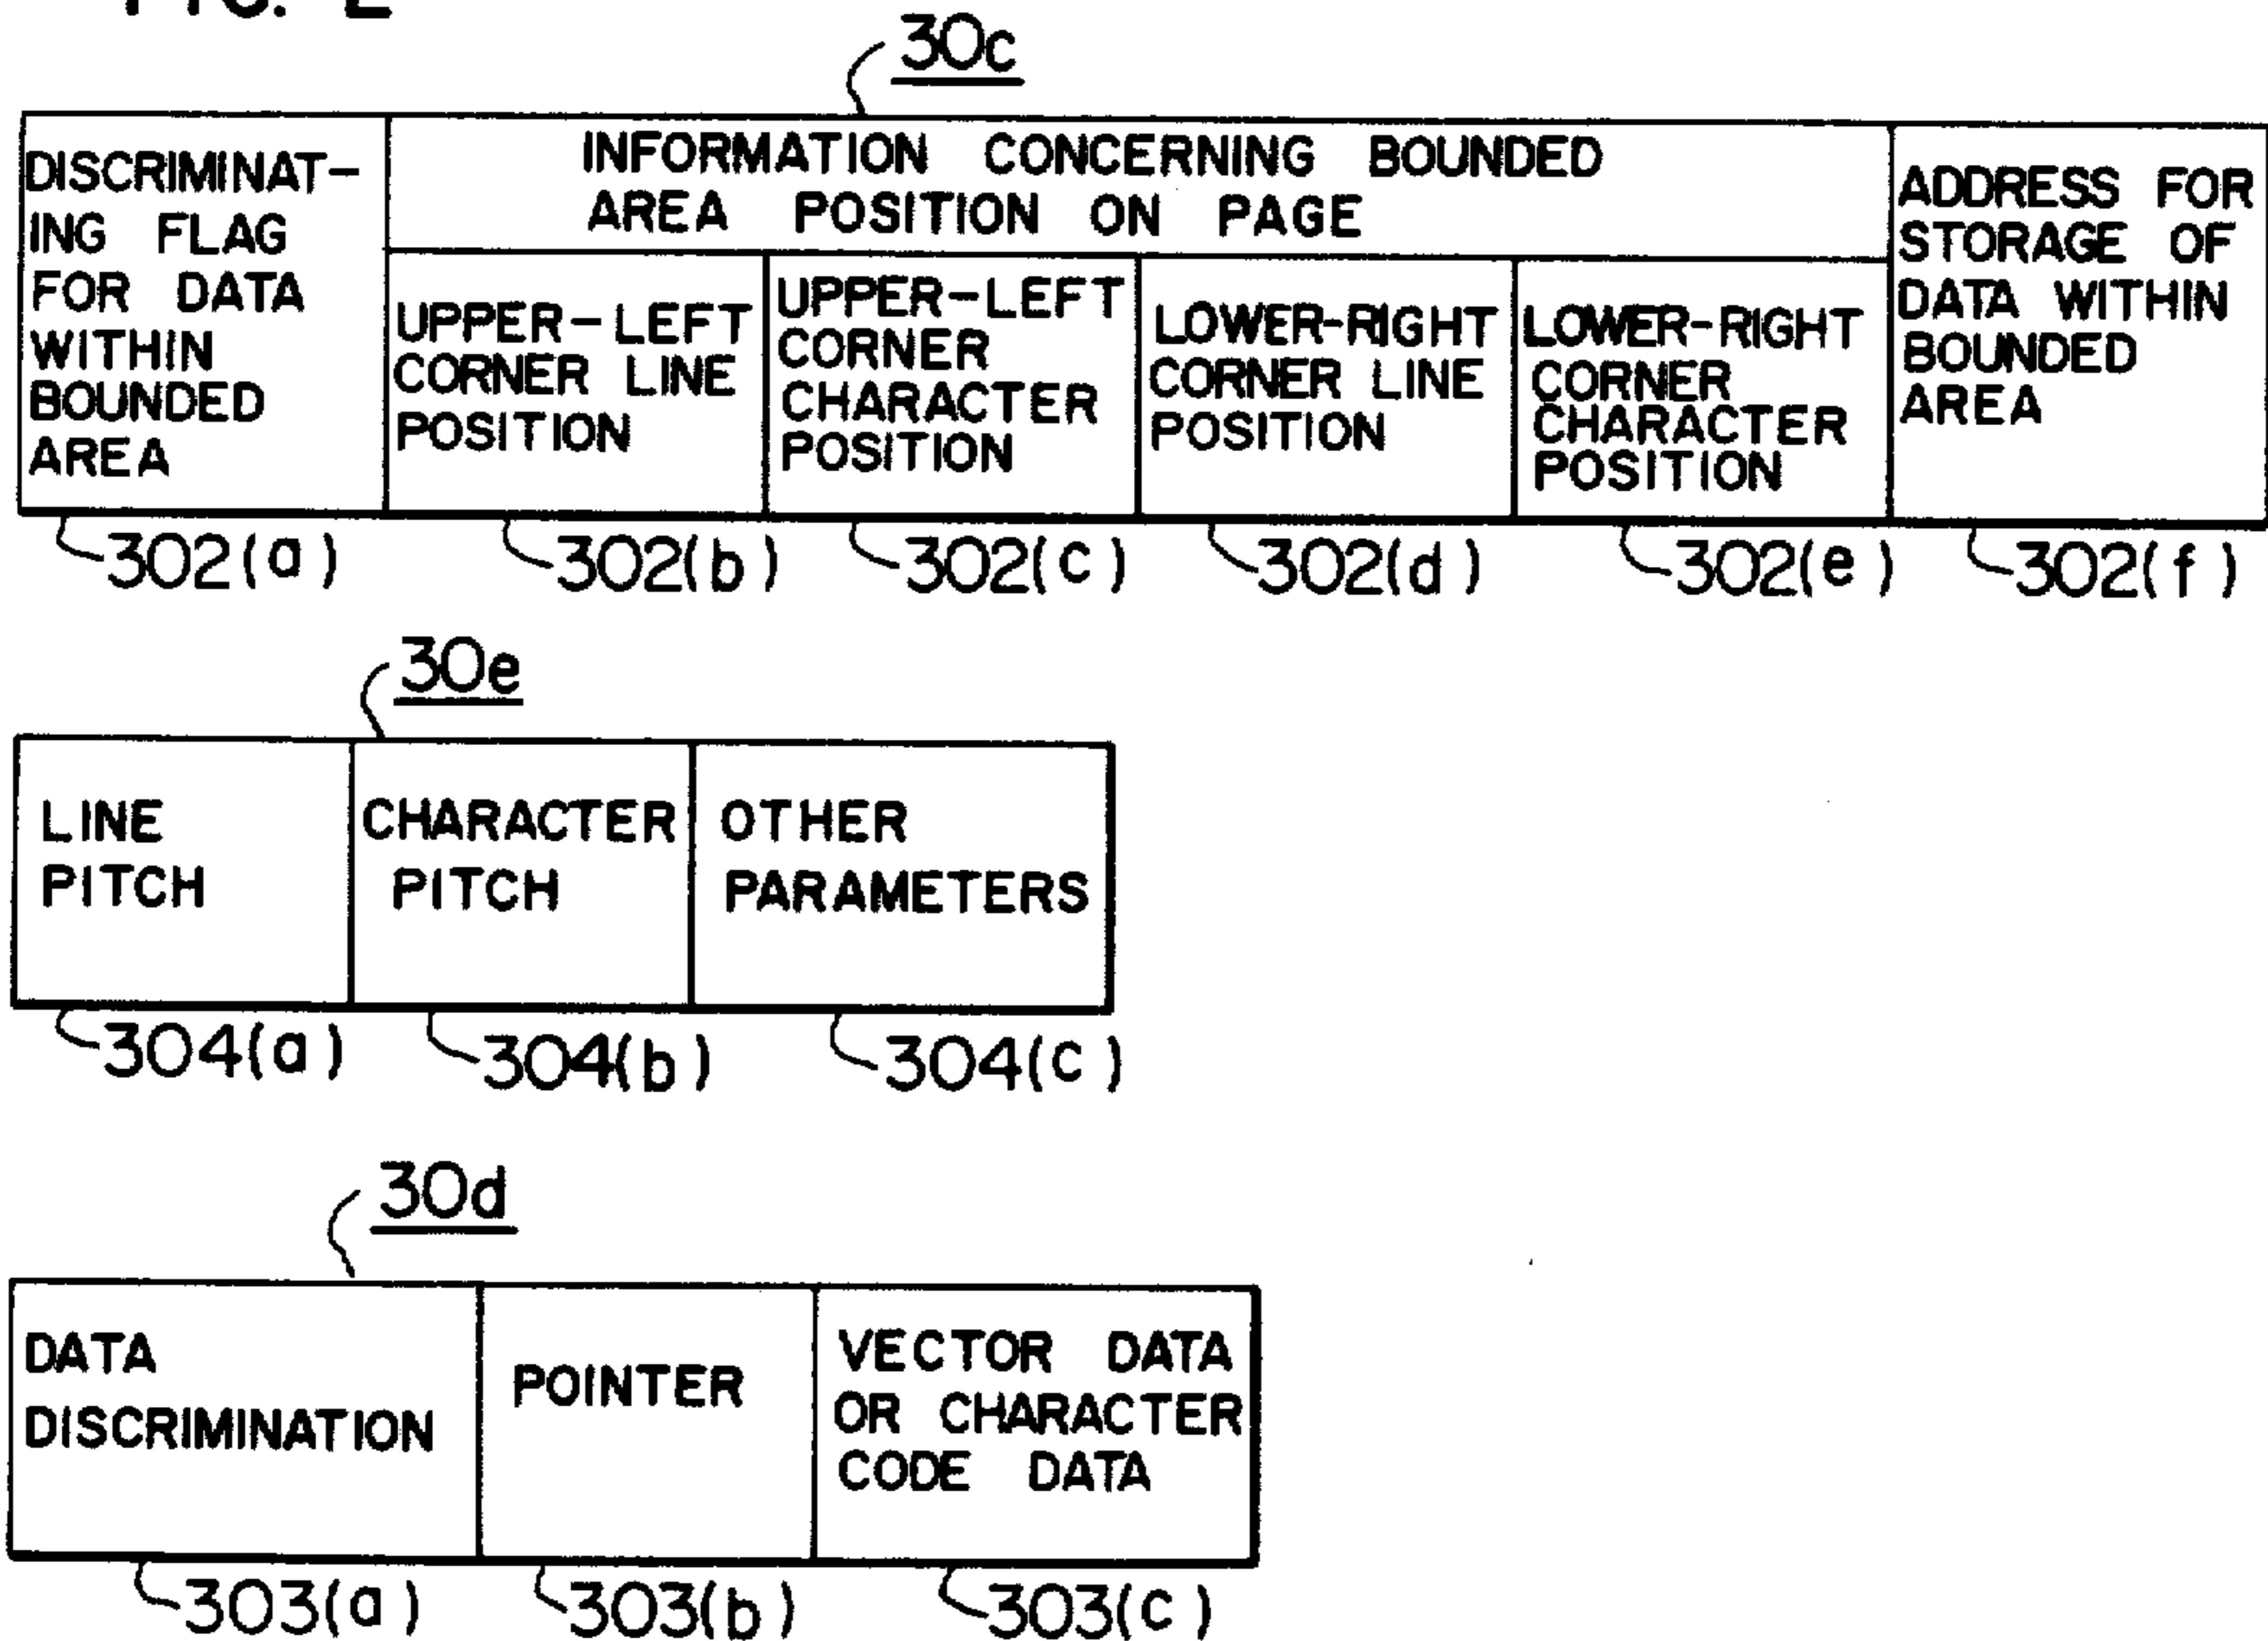 FIG. 2
30c
DISCRIMINAT-
ING FLAG
FOR DATA
WITHIN
BOUNDED
AREA
INFORMATION CONCERNING BOUNDED
AREA POSITION ON PAGE
UPPER-LEFT
CORNER LINE
POSITION
UPPER-LEFT
CORNER
CHARACTER
POSITION
LOWER-RIGHT
CORNER LINE
POSITION
LOWER-RIGHT
CORNER
CHARACTER
POSITION
ADDRESS FOR
STORAGE OF
DATA WITHIN
BOUNDED
AREA
302(a)
302(b)
302(c)
302(d)
302(e)
302(f)
30e
LINE
PITCH
CHARACTER
PITCH
OTHER
PARAMETERS
304(a)
304(b)
304(c)
30d
DATA
DISCRIMINATION
POINTER
VECTOR DATA
OR CHARACTER
CODE DATA
303(a)
303(b)
303(c)